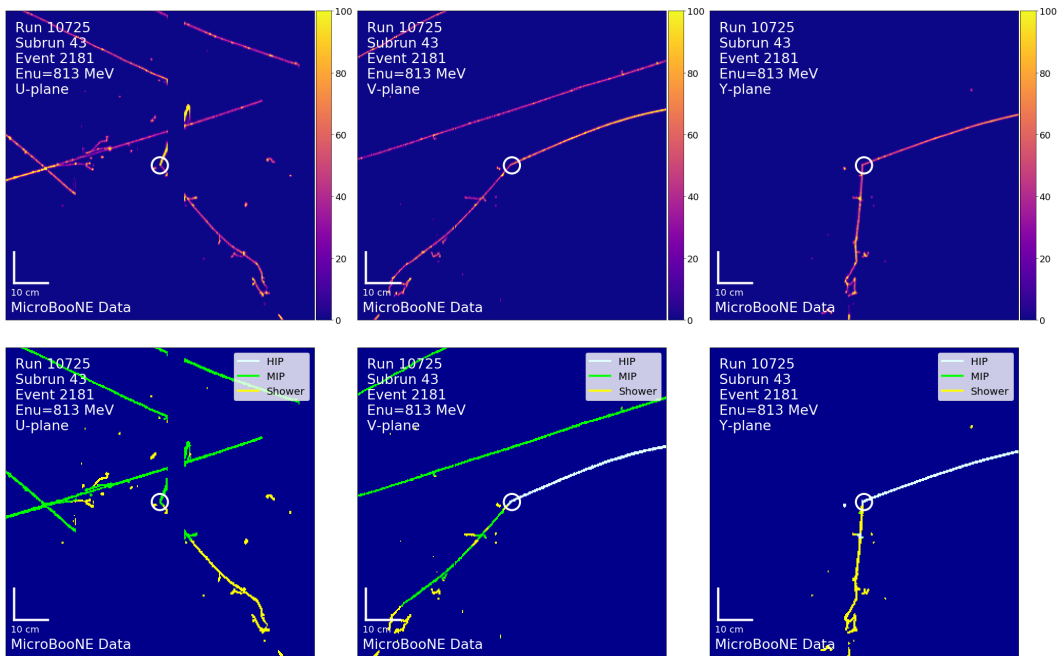 Run 10725
Subrun 43
Event 2181
Enu=813 MeV
U-plane
10 cm
MicroBooNE Data
100
80
60
40
20
0
Run 10725
Subrun 43
Event 2181
Enu=813 MeV
V-plane
10 cm
MicroBooNE Data
100
80
60
40
20
0
Run 10725
Subrun 43
Event 2181
Enu=813 MeV
Y-plane
10 cm
MicroBooNE Data
100
80
60
40
20
0
Run 10725
Subrun 43
Event 2181
Enu=813 MeV
U-plane
HIP
MIP
Shower
10 cm
MicroBooNE Data
Run 10725
Subrun 43
Event 2181
Enu=813 MeV
V-plane
HIP
MIP
Shower
10 cm
MicroBooNE Data
Run 10725
Subrun 43
Event 2181
Enu=813 MeV
Y-plane
HIP
MIP
Shower
10 cm
MicroBooNE Data